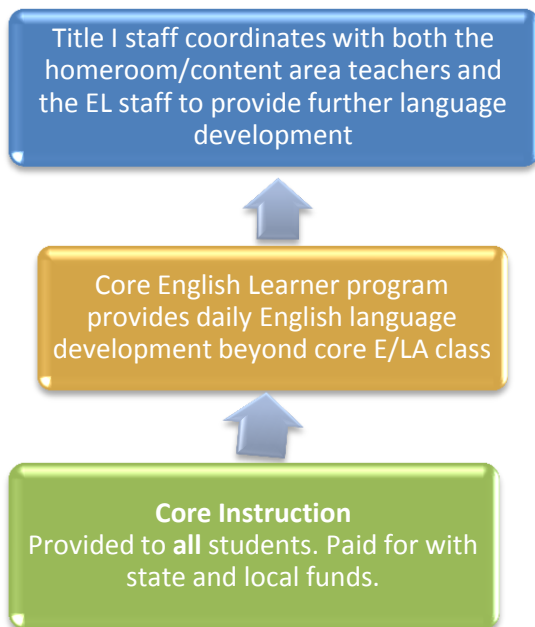 Title I staff coordinates with both the
homeroom/content area teachers and
the EL staff to provide further language
development
Core English Learner program
provides daily English language
development beyond core E/LA class
Core Instruction
Provided to all students. Paid for with
state and local funds.